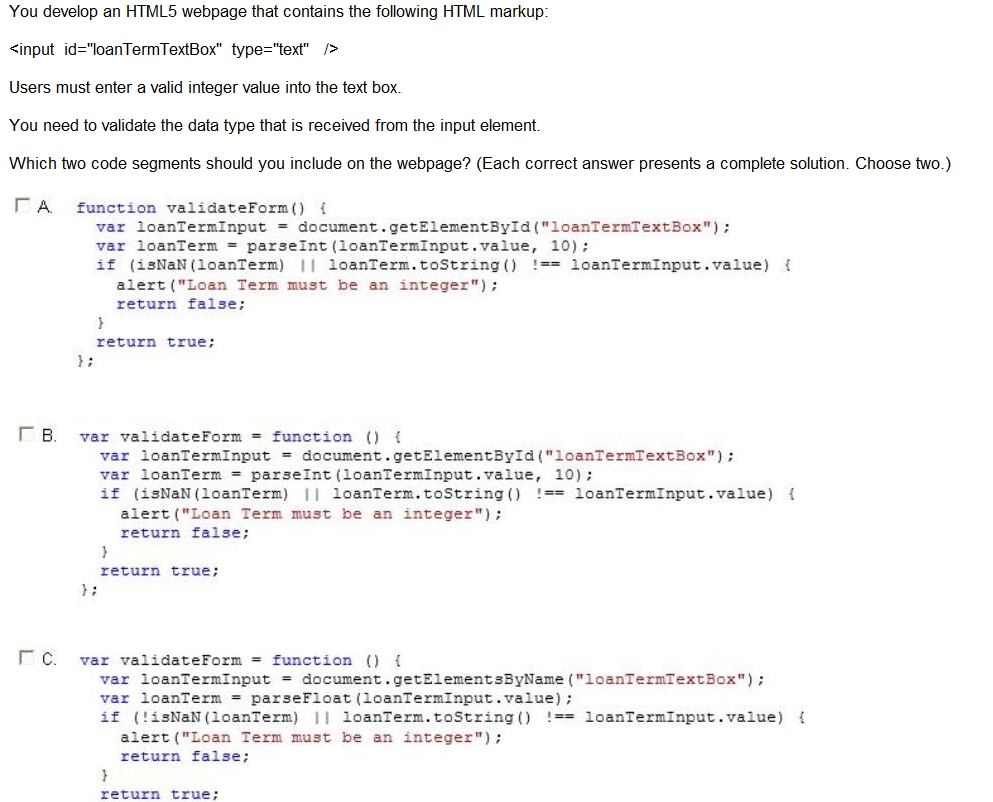 You develop an HTML5 webpage that contains the following HTML markup:
<input id="loanTermTextBox" type="text" />
Users must enter a valid integer value into the text box.
You need to validate the data type that is received from the input element.
Which two code segments should you include on the webpage? (Each correct answer presents a complete solution. Choose two.)
A. function validateForm() {
var loanTermInput = document.getElementById("loanTermTextBox");
var loanTerm = parseInt(loanTermInput.value, 10);
if (isNaN(loanTerm) || loanTerm.toString() !== loanTermInput.value) {
alert("Loan Term must be an integer");
return false;
}
return true;
};
B. var validateForm = function () {
var loanTermInput = document.getElementById("loanTermTextBox");
var loanTerm = parseInt(loanTermInput.value, 10);
if (isNaN(loanTerm) || loanTerm.toString() !== loanTermInput.value) {
alert("Loan Term must be an integer");
return false;
}
return true;
};
C. var validateForm = function () {
var loanTermInput = document.getElementsByName("loanTermTextBox");
var loanTerm = parseFloat(loanTermInput.value);
if (!isNaN(loanTerm) || loanTerm.toString() !== loanTermInput.value) {
alert("Loan Term must be an integer");
return false;
}
return true;